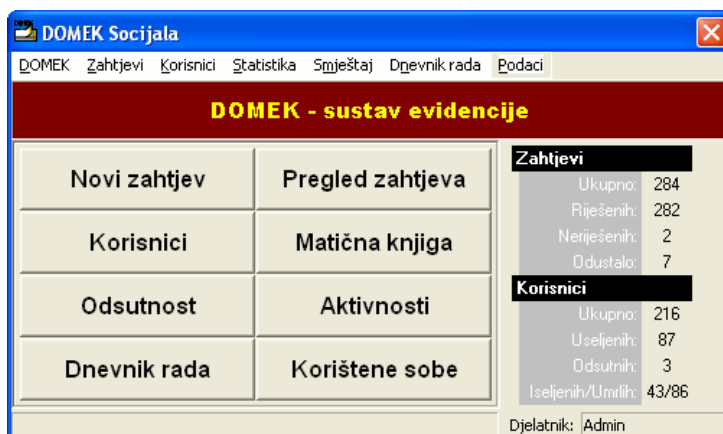 DOMEK Socijala
DOMEK Zahtjevi Korisnici Statistika Smještaj Dnevnik rada Podaci
DOMEK - sustav evidencije
Novi zahtjev
Pregled zahtjeva
Korisnici
Matična knjiga
Odsutnost
Aktivnosti
Dnevnik rada
Korištene sobe
Zahtjevi
Ukupno: 284
Riješenih: 282
Neriješenih: 2
Odustalo: 7
Korisnici
Ukupno: 216
Useljenih: 87
Odsutnih: 3
Iseljenih/Umrlih: 43/86
Djelatnik: Admin